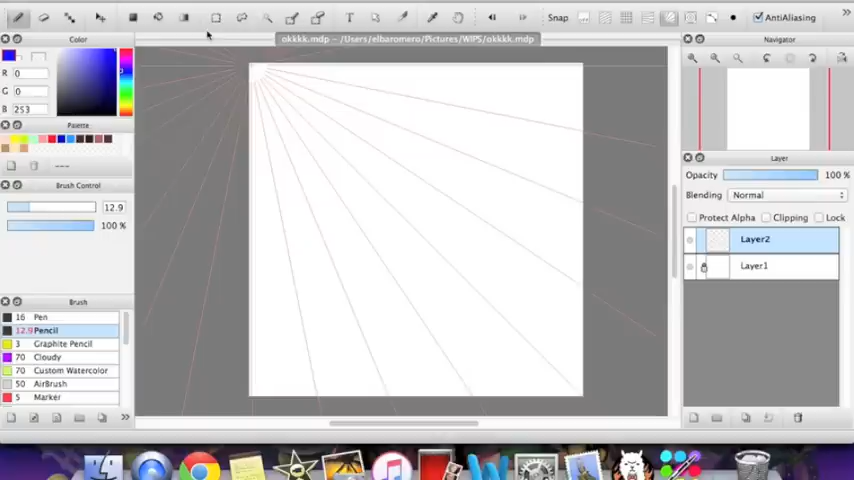 Snap
AntiAliasing
okkkk.mdp - /Users/elbaromero/Pictures/WIPS/okkkk.mdp
Color
R 0
G 0
B 253
Palette
---
Brush Control
12.9
100 %
Brush
16 Pen
12.9 Pencil
3 Graphite Pencil
70 Cloudy
70 Custom Watercolor
50 AirBrush
5 Marker
Navigator
Layer
Opacity 100 %
Blending Normal
Protect Alpha Clipping Lock
Layer2
Layer1